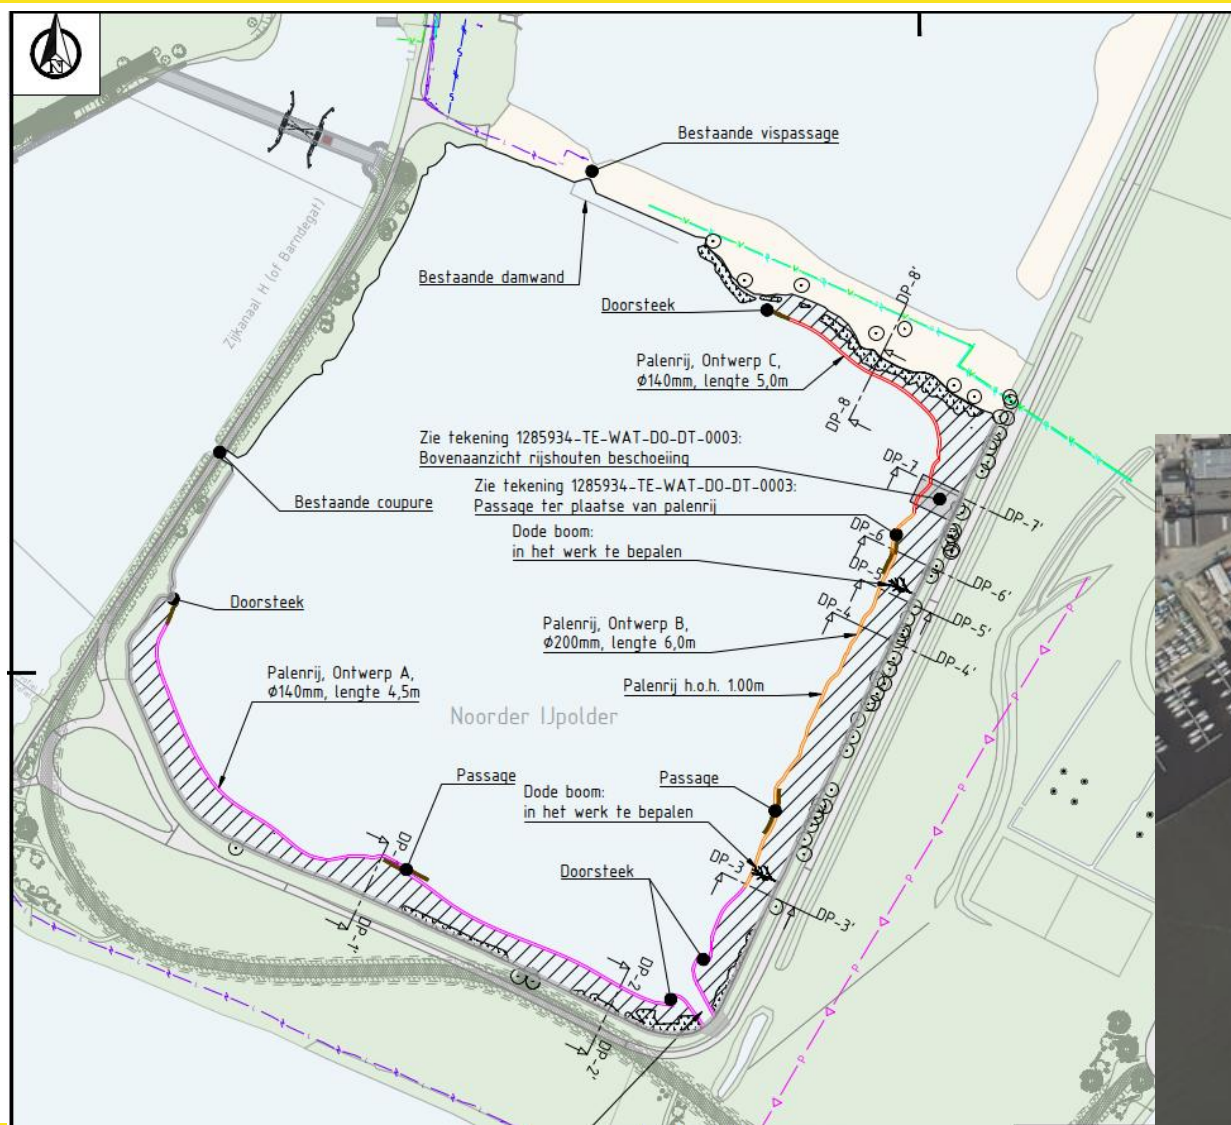 N
Bestaande vispassage
Zijkanaal H (of Barndegat)
Bestaande damwand
DP-8'
Doorsteek
Palenrij, Ontwerp C,
Ø140mm, lengte 5,0m
DP-8
Zie tekening 1285934-TE-WAT-DO-DT-0003:
Bovenaanzicht rijshouten beschoeiing
DP-7
Zie tekening 1285934-TE-WAT-DO-DT-0003:
Passage ter plaatse van palenrij
Bestaande coupure
DP-7'
Dode boom:
in het werk te bepalen
DP-6
DP-5
DP-6'
Doorsteek
DP-4
DP-5'
Palenrij, Ontwerp B,
Ø200mm, lengte 6,0m
DP-4'
Palenrij, Ontwerp A,
Ø140mm, lengte 4,5m
Palenrij h.o.h. 1.00m
Noorder IJpolder
Passage
Passage
Dode boom:
in het werk te bepalen
DP-1
DP-3
Doorsteek
DP-3'
DP-1'
DP-2
DP-2'